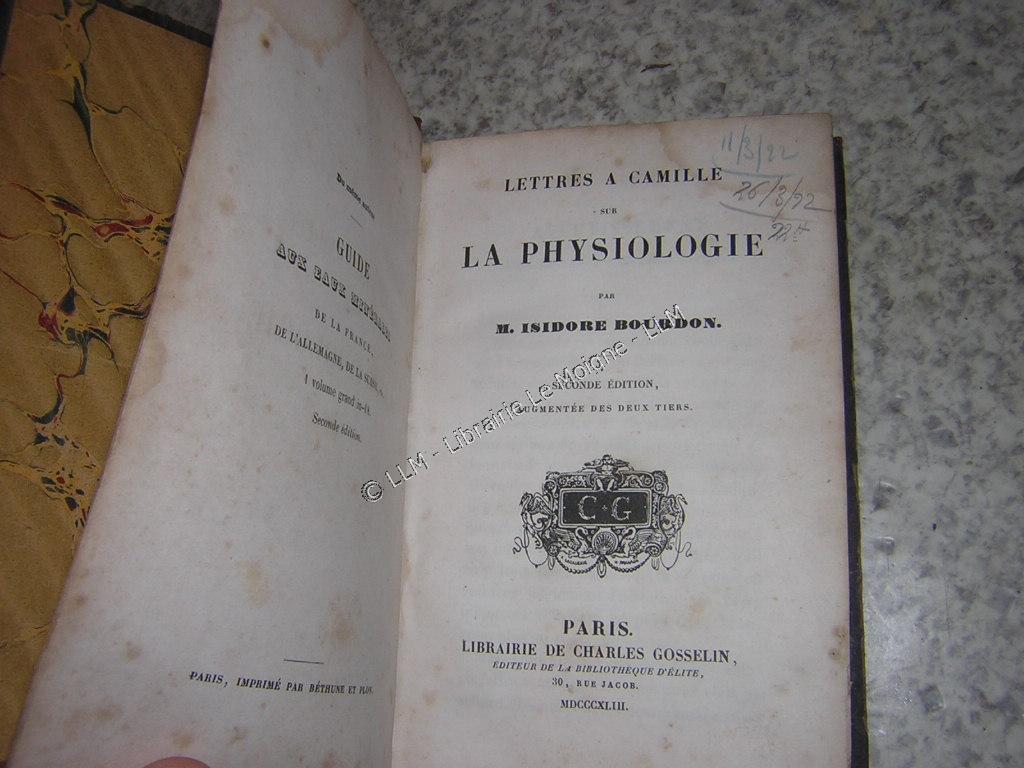 Du même auteur
GUIDE
AUX EAUX MINÉRALES
DE LA FRANCE,
DE L'ALLEMAGNE, DE LA SUISSE,
1 volume grand in-18.
Seconde édition.
PARIS, IMPRIMÉ PAR BÉTHUNE ET PLON.
LETTRES A CAMILLE
SUR
LA PHYSIOLOGIE
PAR
M. ISIDORE BOURDON.
SECONDE ÉDITION,
AUGMENTÉE DES DEUX TIERS.
C G
PARIS.
LIBRAIRIE DE CHARLES GOSSELIN,
ÉDITEUR DE LA BIBLIOTHÈQUE D'ÉLITE,
30, RUE JACOB.
MDCCCXLIII.
11/3/22
26/3/92
© LLM - Librairie Le Moigne - LLM